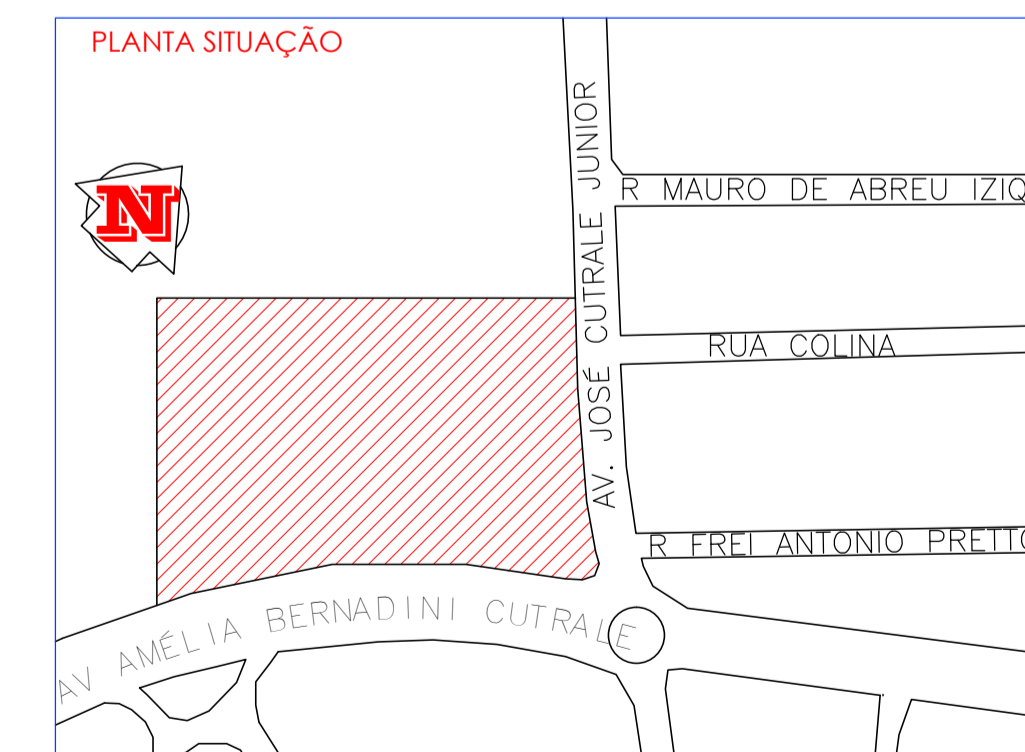 PLANTA SITUAÇÃO
N
AV. JOSÉ CUTRALE JUNIOR
R MAURO DE ABREU IZIQ
RUA COLINA
R FREI ANTONIO PRETTO
AV AMÉLIA BERNADINI CUTRALE